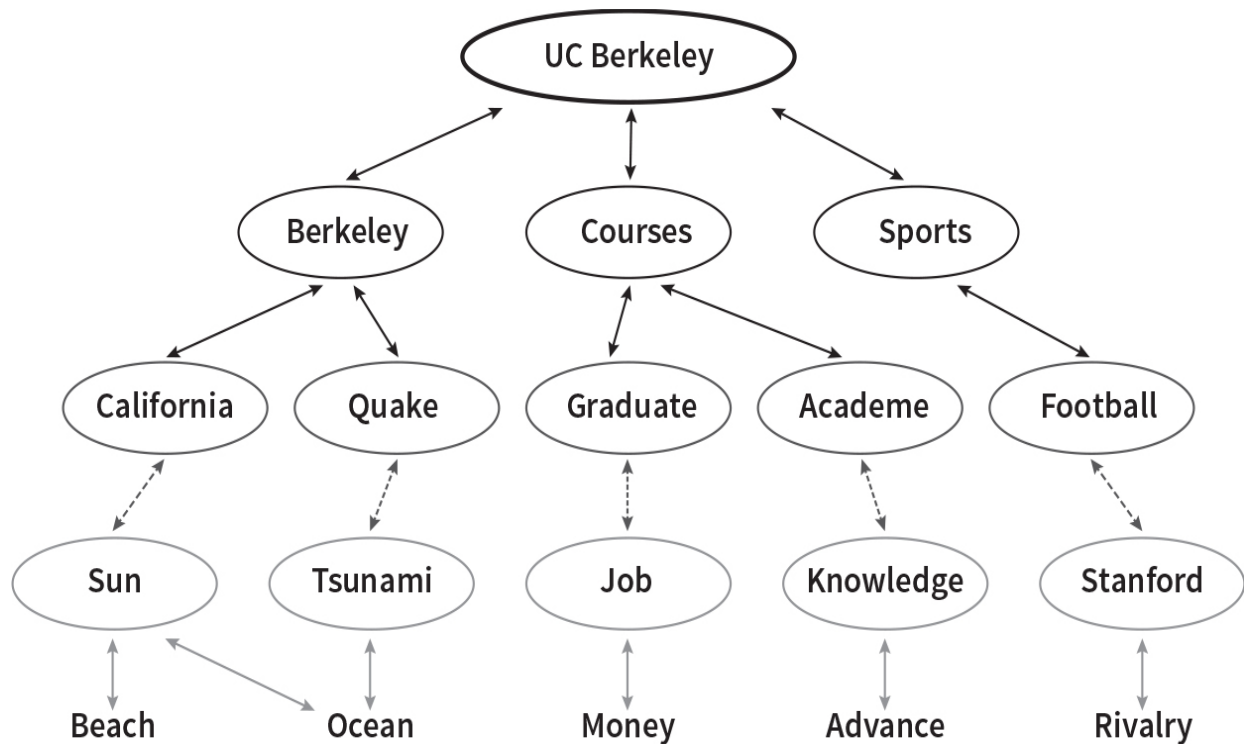 UC Berkeley
Berkeley Courses Sports
California Quake Graduate Academe Football
Sun Tsunami Job Knowledge Stanford
Beach Ocean Money Advance Rivalry